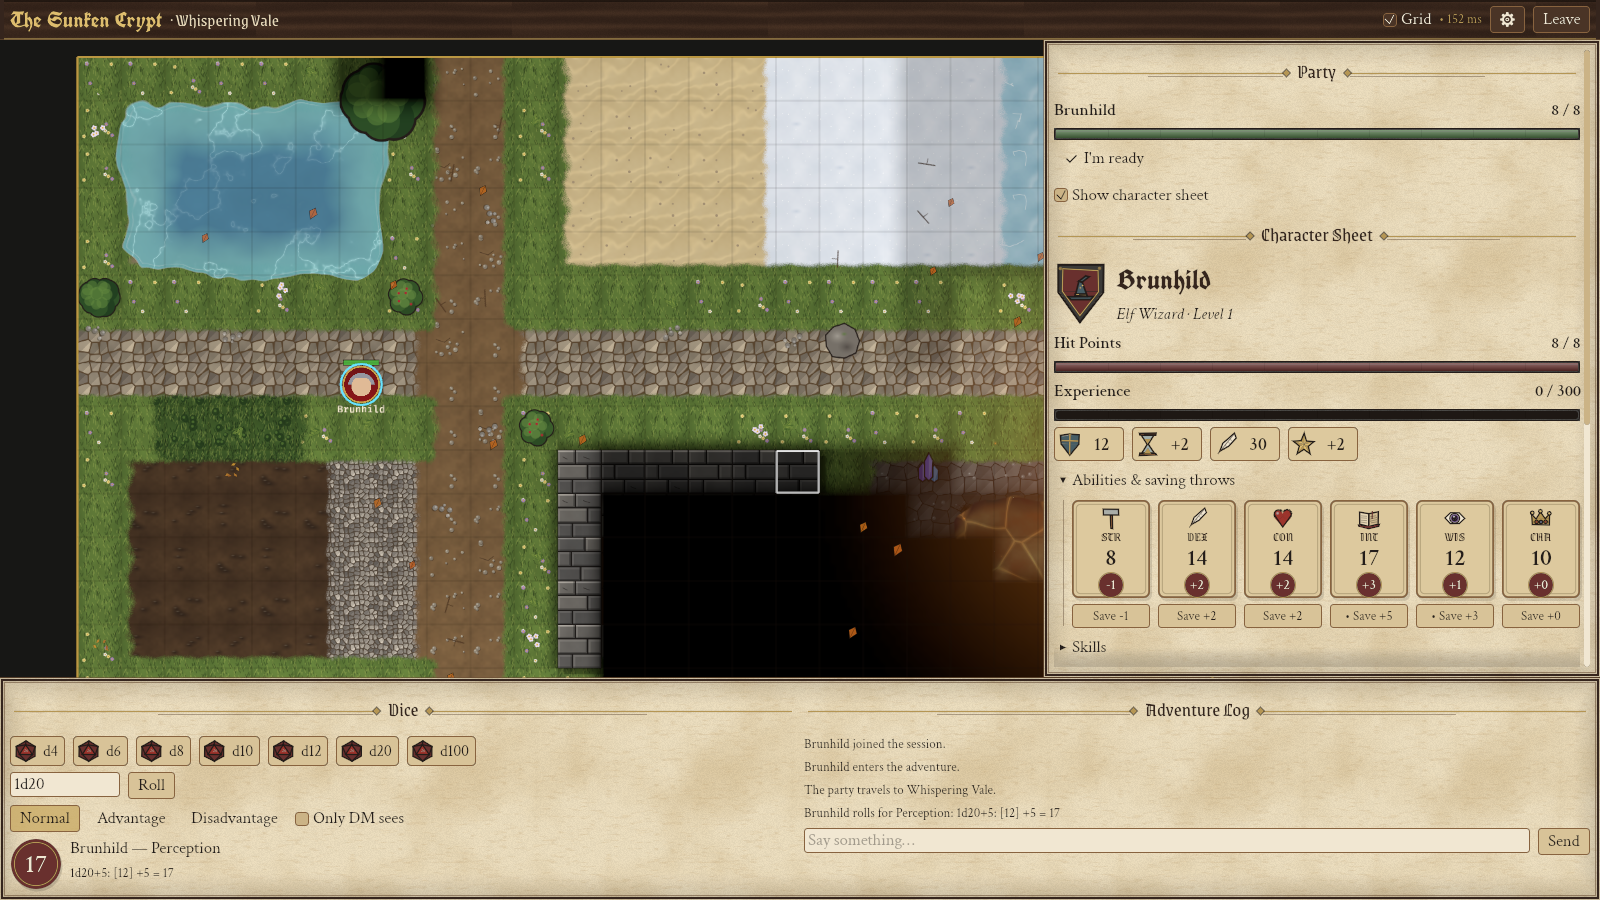 The Sunken Crypt · Whispering Vale
Grid • 152 ms Leave
Party
Brunhild 8 / 8
I'm ready
Show character sheet
Character Sheet
Brunhild
Elf Wizard · Level 1
Hit Points 8 / 8
Experience 0 / 300
12 +2 30 +2
Abilities & saving throws
STR DEX CON INT WIS CHA
8 14 14 17 12 10
-1 +2 +2 +3 +1 +0
Save -1 Save +2 Save +2 • Save +5 • Save +3 Save +0
Skills
Brunhild
Dice
d4 d6 d8 d10 d12 d20 d100
1d20 Roll
Normal Advantage Disadvantage Only DM sees
17
Brunhild — Perception
1d20+5: [12] +5 = 17
Adventure Log
Brunhild joined the session.
Brunhild enters the adventure.
The party travels to Whispering Vale.
Brunhild rolls for Perception: 1d20+5: [12] +5 = 17
Say something... Send